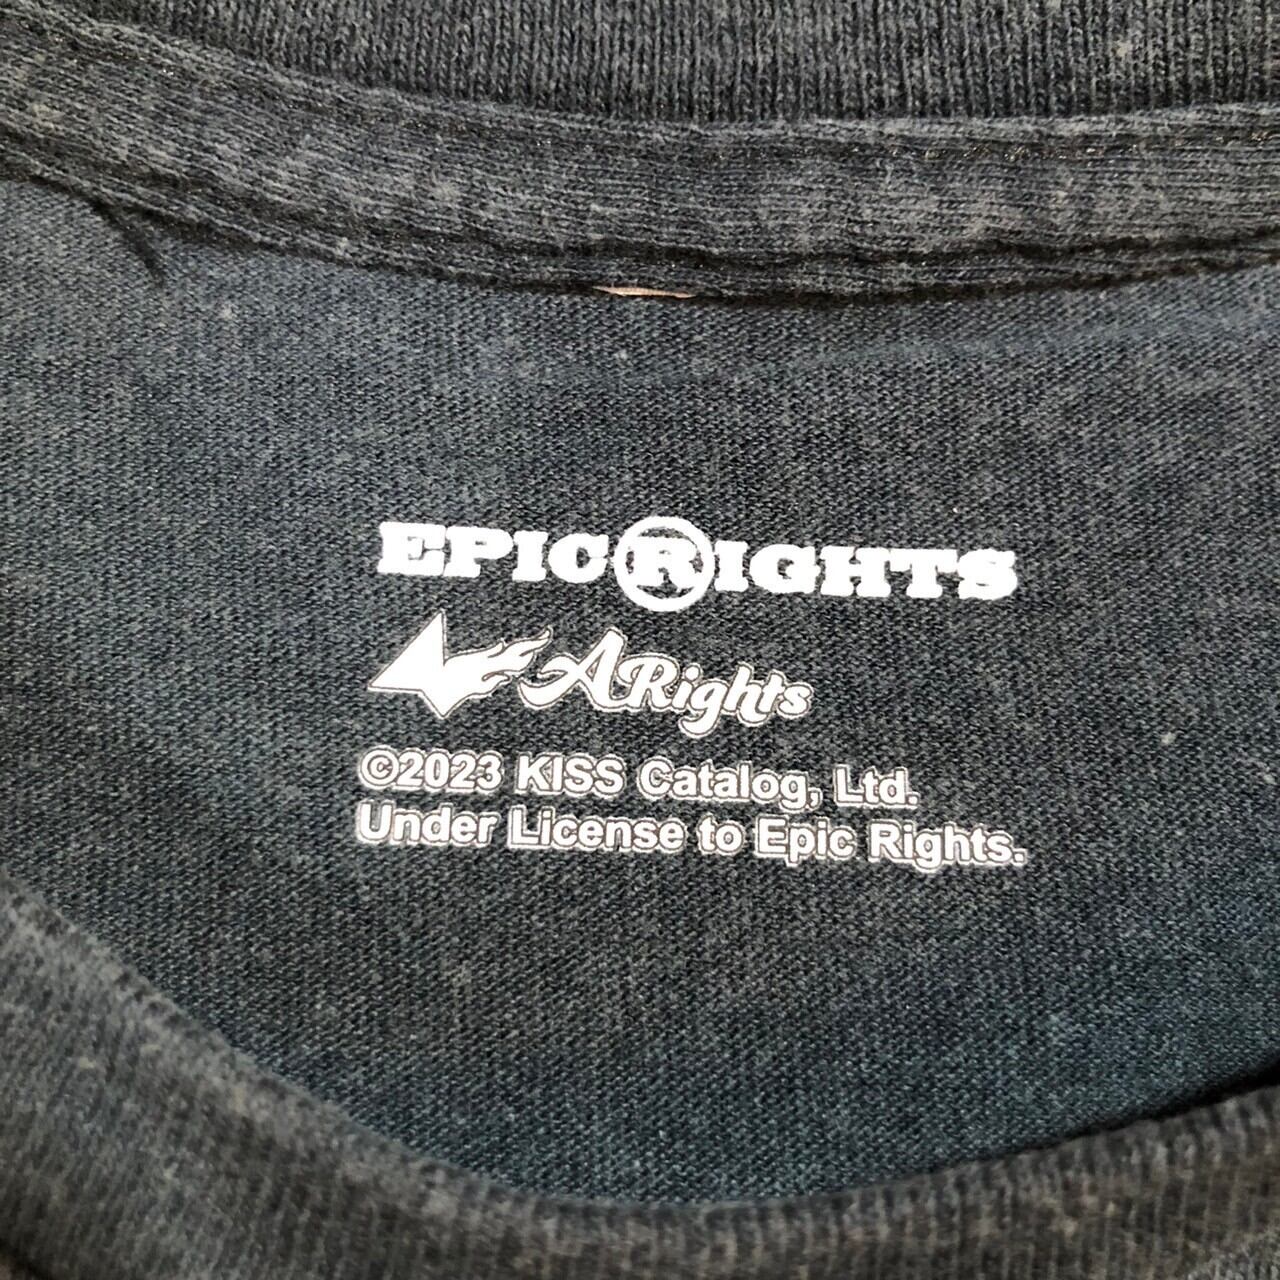 EPICRIGHTS
ARights
©2023 KISS Catalog, Ltd.
Under License to Epic Rights.